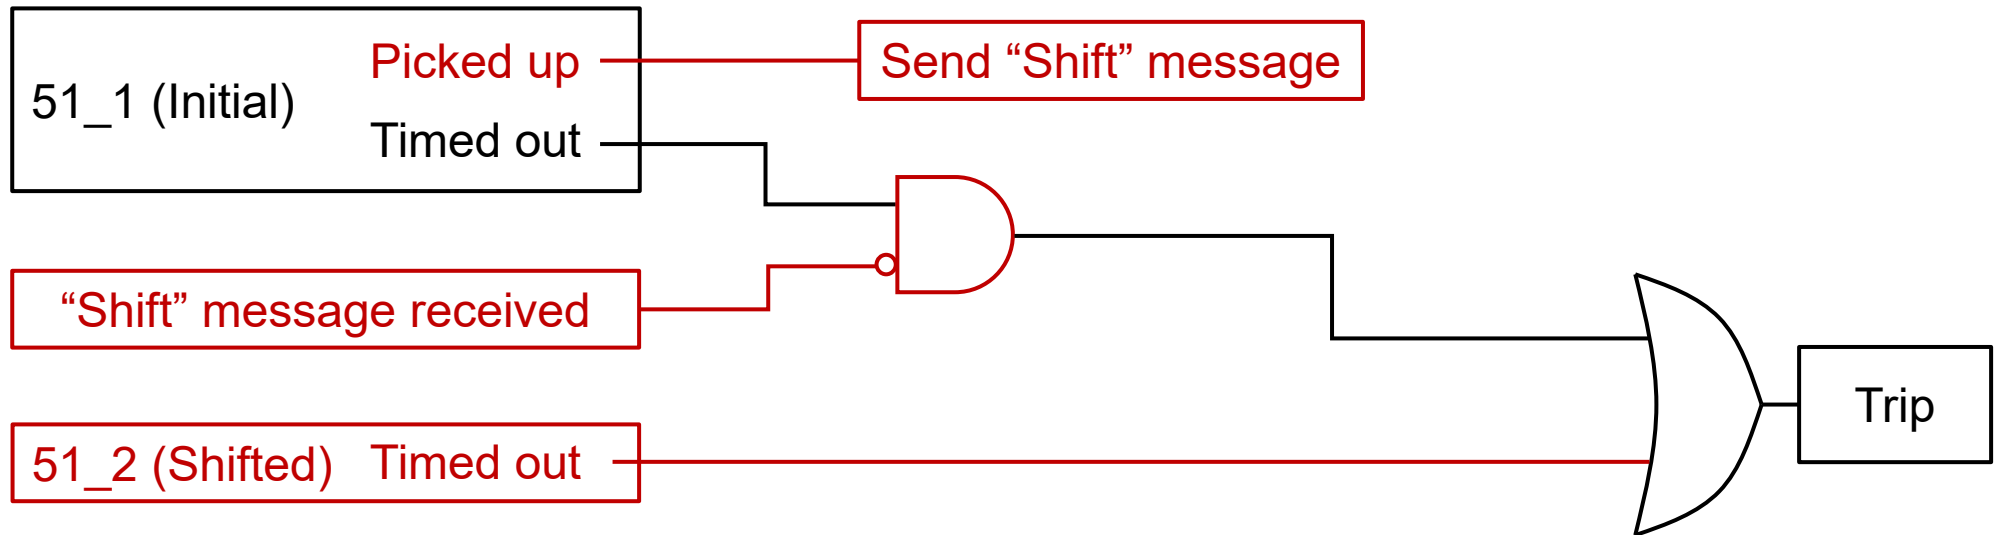 Picked up
Send “Shift” message
51_1 (Initial)
Timed out
“Shift” message received
51_2 (Shifted) Timed out
Trip